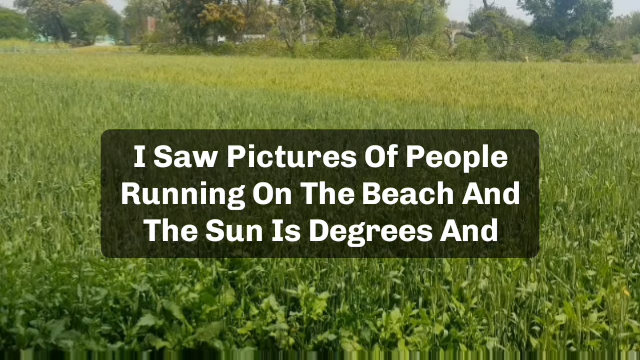 I Saw Pictures Of People
Running On The Beach And
The Sun Is Degrees And